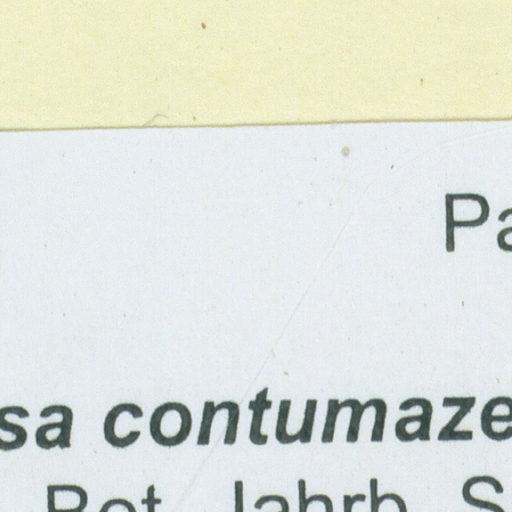 Pa
sa contumaze
Bot. Jahrb. S